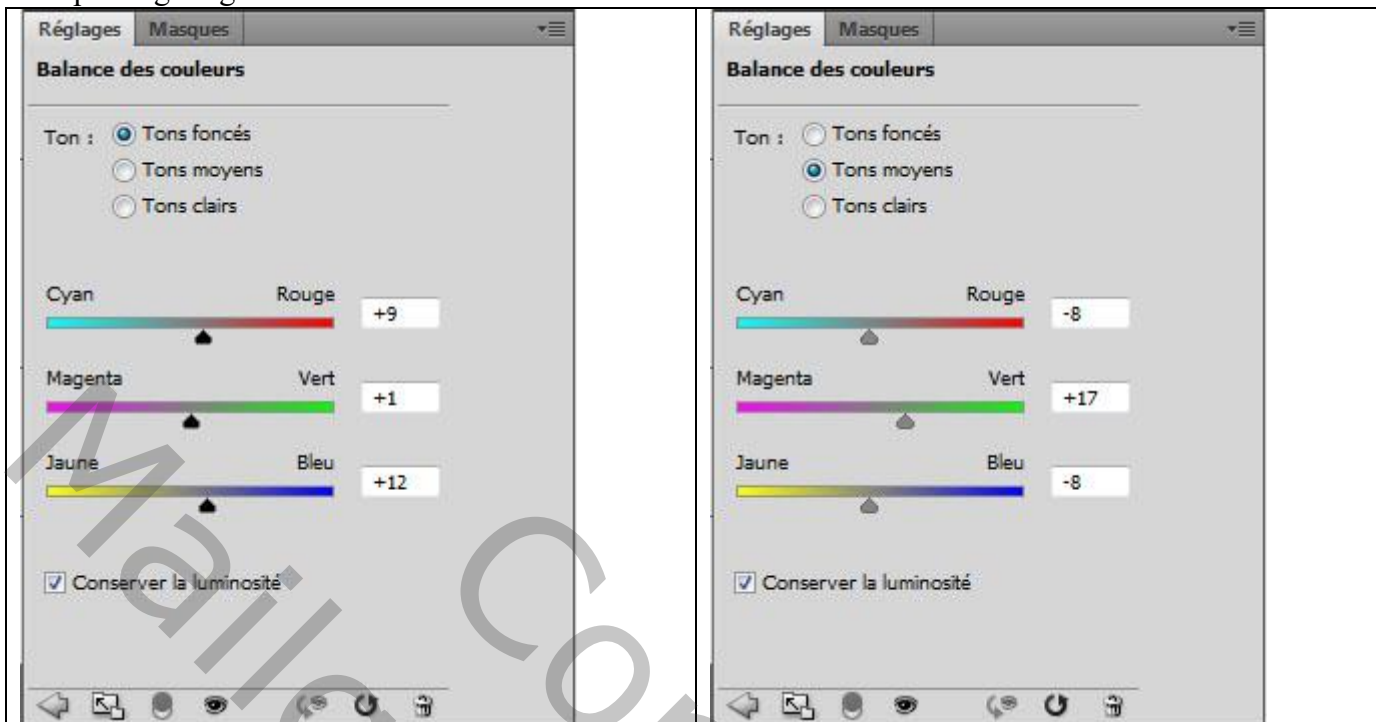 Réglages Masques
Balance des couleurs
Ton : Tons foncés
Tons moyens
Tons clairs
Cyan Rouge
+9
Magenta Vert
+1
Jaune Bleu
+12
Conserver la luminosité
Réglages Masques
Balance des couleurs
Ton : Tons foncés
Tons moyens
Tons clairs
Cyan Rouge
-8
Magenta Vert
+17
Jaune Bleu
-8
Conserver la luminosité